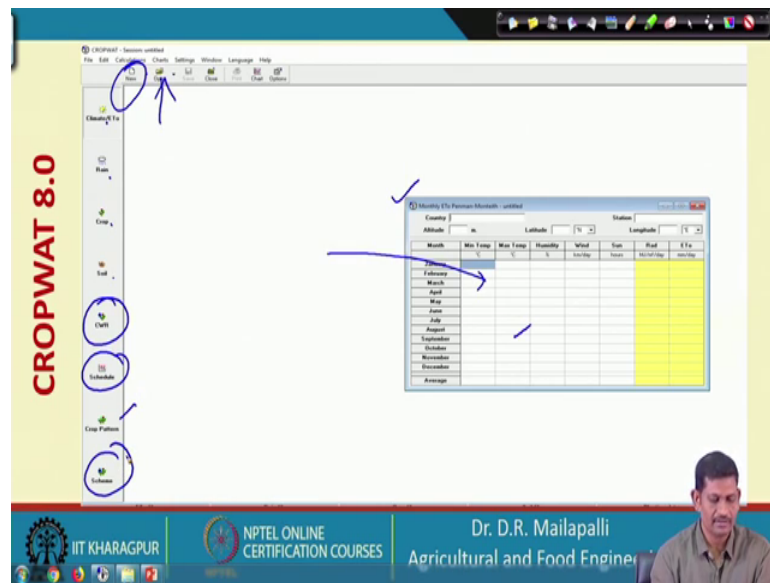 CROPWAT - Session: untitled
File Edit Calculations Charts Settings Window Language Help
New Open Save Close Print Chart Options
Climate/ETo
Rain
Crop
Soil
CWR
Schedule
Crop Pattern
Scheme
CROPWAT 8.0
Monthly ETo Penman-Monteith - untitled
Country Station
Altitude m. Latitude °N Longitude °E
Month Min Temp Max Temp Humidity Wind Sun Rad ETo
°C °C % km/day hours MJ/m²/day mm/day
January
February
March
April
May
June
July
August
September
October
November
December
Average
IIT KHARAGPUR
NPTEL ONLINE
CERTIFICATION COURSES
NPTEL
Dr. D.R. Mailapalli
Agricultural and Food